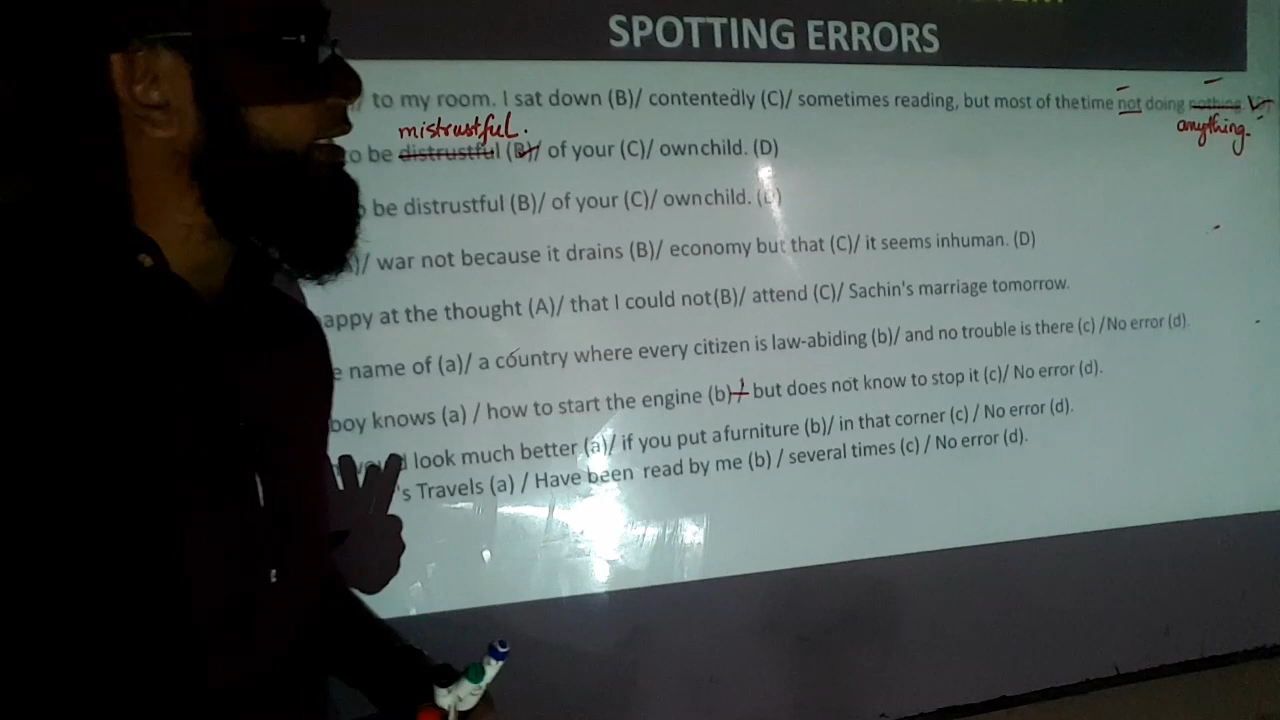 SPOTTING ERRORS
to my room. I sat down (B)/ contentedly (C)/ sometimes reading, but most of the time not doing nothing
mistrustful.
anything.
to be distrustful (B)/ of your (C)/ own child. (D)
be distrustful (B)/ of your (C)/ own child. (D)
)/ war not because it drains (B)/ economy but that (C)/ it seems inhuman. (D)
appy at the thought (A)/ that I could not(B)/ attend (C)/ Sachin's marriage tomorrow.
e name of (a)/ a country where every citizen is law-abiding (b)/ and no trouble is there (c) /No error (d).
boy knows (a) / how to start the engine (b)/ but does not know to stop it (c)/ No error (d).
look much better (a)/ if you put a furniture (b)/ in that corner (c) / No error (d).
's Travels (a) / Have been read by me (b) / several times (c) / No error (d).